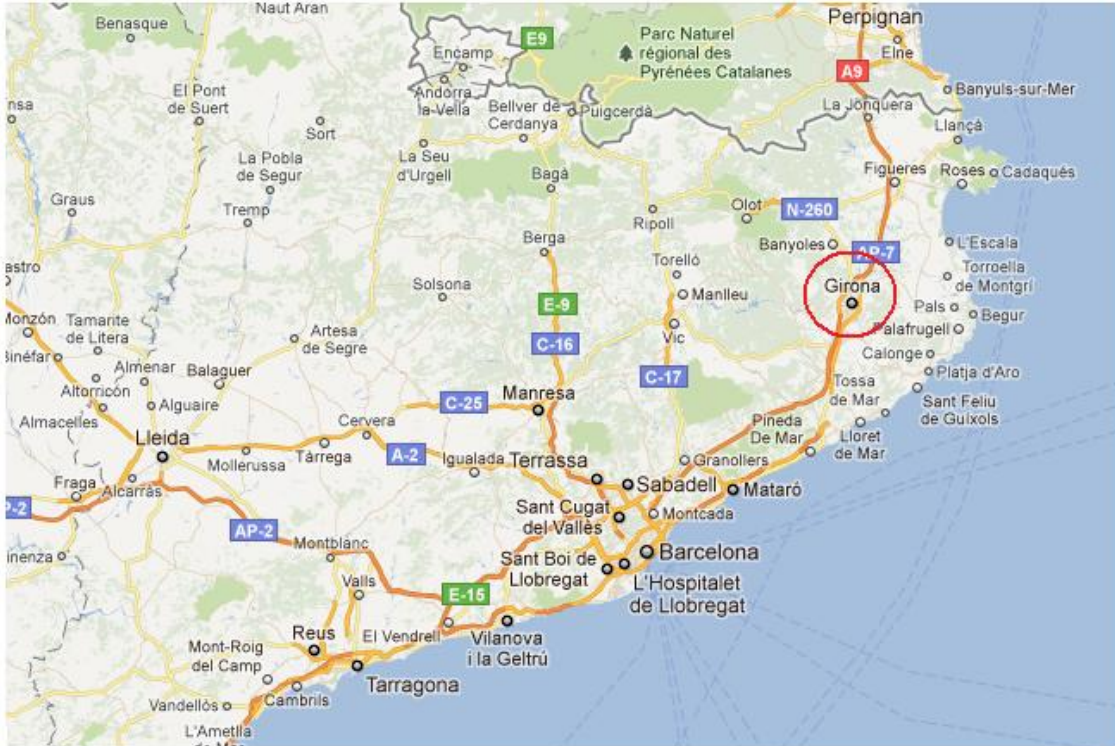 Naut Aran
Benasque
E9
Perpignan
Elne
Parc Naturel
régional des
Pyrénées Catalanes
Encamp
A9
El Pont
de Suert
Andorra
la-Vella
Bellver de
Cerdanya
Puigcerdà
Banyuls-sur-Mer
La Jonquera
Sort
Llançà
La Pobla
de Segur
La Seu
d'Urgell
Bagà
Figueres
Roses
Cadaqués
Graus
Tremp
Ripoll
Olot
N-260
Berga
Banyoles
AP-7
L'Escala
Torelló
Girona
Torroella
de Montgrí
Solsona
Manlleu
Pals
Begur
Monzón
Tamarite
de Litera
E-9
Artesa
de Segre
Vic
Palafrugell
C-16
Binéfar
Almenar
Balaguer
Calonge
Platja d'Aro
C-17
Altorricón
Alguaire
C-25
Manresa
Tossa
de Mar
Sant Feliu
de Guíxols
Almacelles
Cervera
Pineda
De Mar
Lleida
A-2
Lloret
de Mar
Mollerussa
Tàrrega
Igualada
Terrassa
Granollers
Fraga
Alcarràs
Sabadell
Mataró
P-2
Sant Cugat
del Vallès
Montcada
AP-2
Montblanc
Barcelona
Sant Boi de
Llobregat
Valls
E-15
L'Hospitalet
de Llobregat
Reus
El Vendrell
Vilanova
i la Geltrú
Mont-Roig
del Camp
Tarragona
Cambrils
Vandellós
L'Ametlla